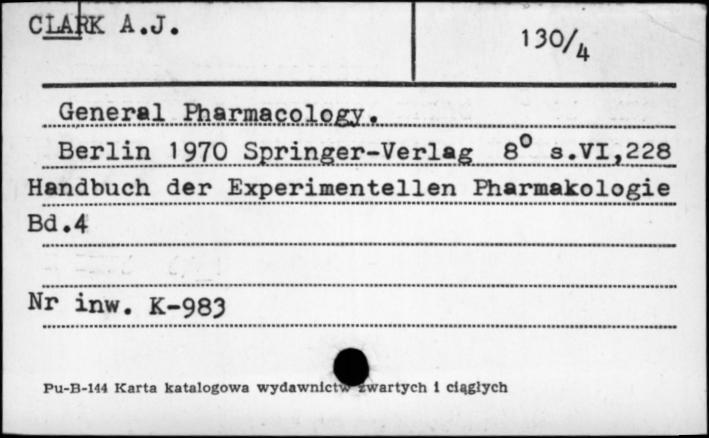 CLARK A.J.
130/4
General Pharmacology.
Berlin 1970 Springer-Verlag 8° s.VI,228
Handbuch der Experimentellen Pharmakologie
Bd.4
Nr inw. K-983
Pu-B-144 Karta katalogowa wydawnictw zwartych i ciągłych